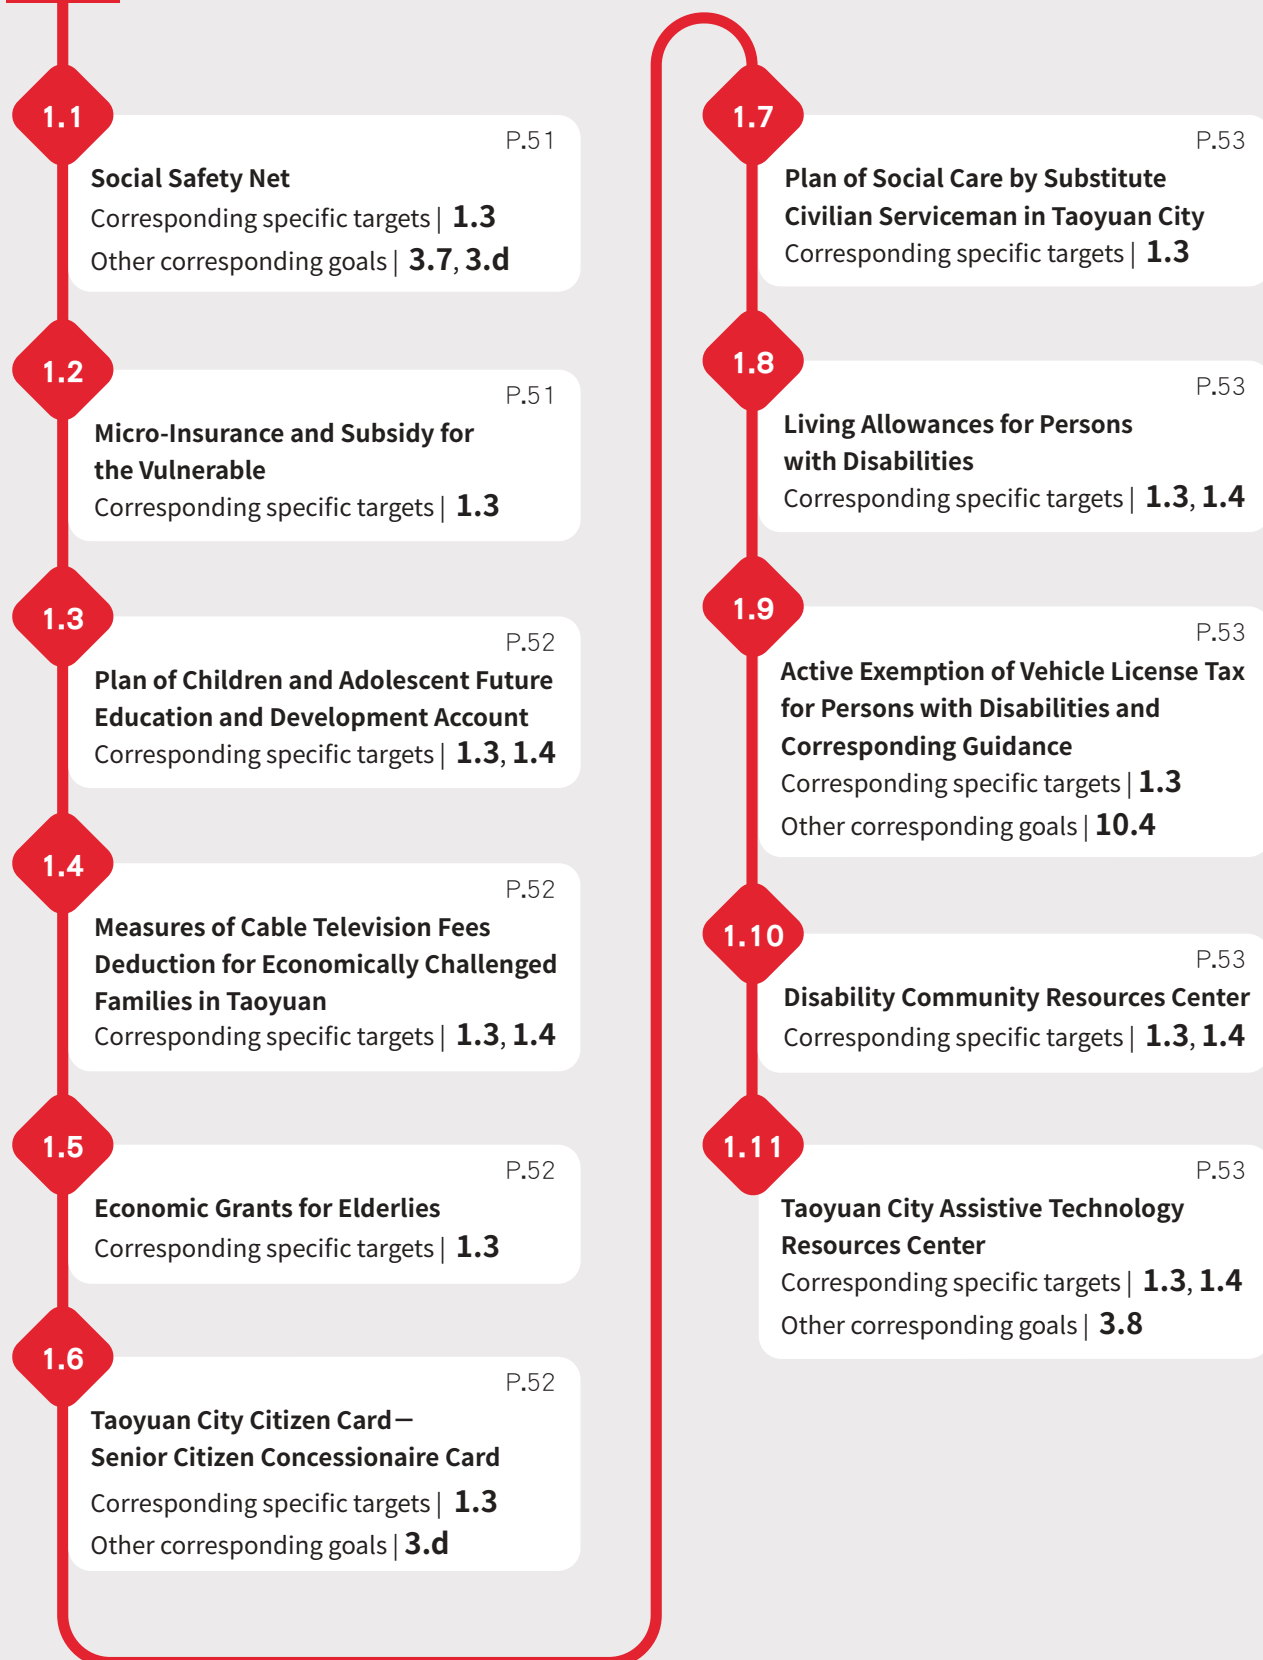 1.1
P.51
Social Safety Net
Corresponding specific targets | 1.3
Other corresponding goals | 3.7, 3.d
1.2
P.51
Micro-Insurance and Subsidy for
the Vulnerable
Corresponding specific targets | 1.3
1.3
P.52
Plan of Children and Adolescent Future
Education and Development Account
Corresponding specific targets | 1.3, 1.4
1.4
P.52
Measures of Cable Television Fees
Deduction for Economically Challenged
Families in Taoyuan
Corresponding specific targets | 1.3, 1.4
1.5
P.52
Economic Grants for Elderlies
Corresponding specific targets | 1.3
1.6
P.52
Taoyuan City Citizen Card—
Senior Citizen Concessionaire Card
Corresponding specific targets | 1.3
Other corresponding goals | 3.d
1.7
P.53
Plan of Social Care by Substitute
Civilian Serviceman in Taoyuan City
Corresponding specific targets | 1.3
1.8
P.53
Living Allowances for Persons
with Disabilities
Corresponding specific targets | 1.3, 1.4
1.9
P.53
Active Exemption of Vehicle License Tax
for Persons with Disabilities and
Corresponding Guidance
Corresponding specific targets | 1.3
Other corresponding goals | 10.4
1.10
P.53
Disability Community Resources Center
Corresponding specific targets | 1.3, 1.4
1.11
P.53
Taoyuan City Assistive Technology
Resources Center
Corresponding specific targets | 1.3, 1.4
Other corresponding goals | 3.8